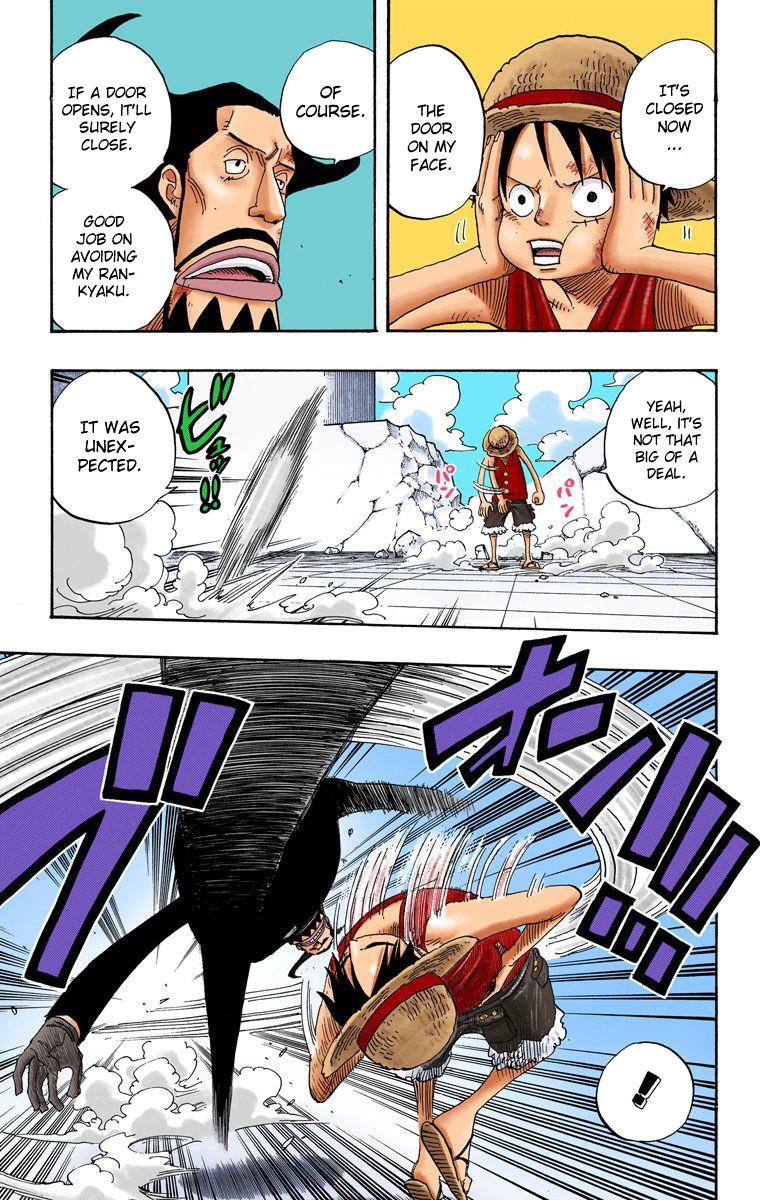 IT'S
CLOSED
NOW
...
THE
DOOR
ON MY
FACE.
OF
COURSE.
IF A DOOR
OPENS, IT'LL
SURELY
CLOSE.
GOOD
JOB ON
AVOIDING
MY RAN-
KYAKU.
YEAH,
WELL, IT'S
NOT THAT
BIG OF A
DEAL.
パン
パン
ビュッ!!
IT WAS
UNEX-
PECTED.
ブオン!!!
!